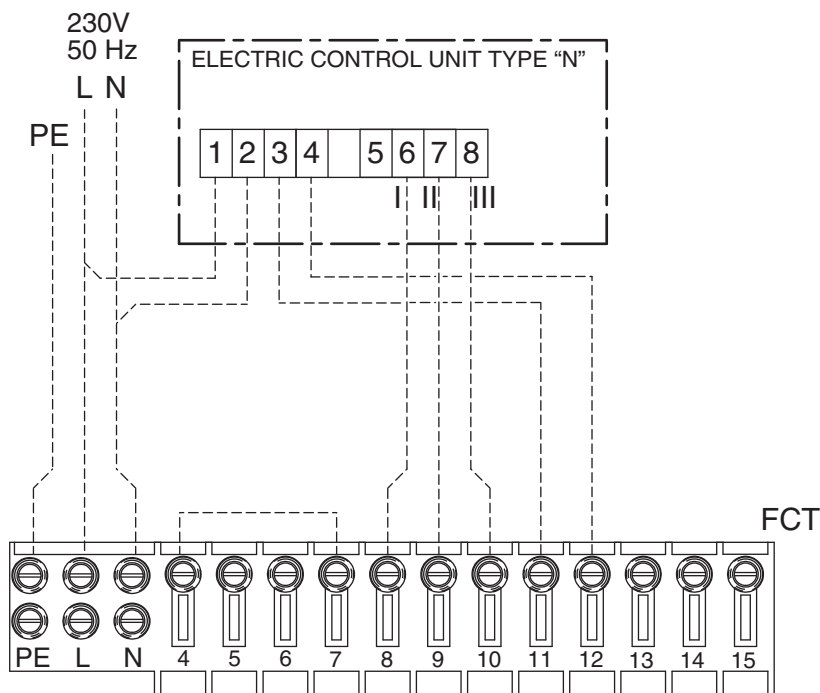 230V
50 Hz
L N
PE
ELECTRIC CONTROL UNIT TYPE “N”
1 2 3 4 5 6 7 8
I II III
FCT
PE L N 4 5 6 7 8 9 10 11 12 13 14 15